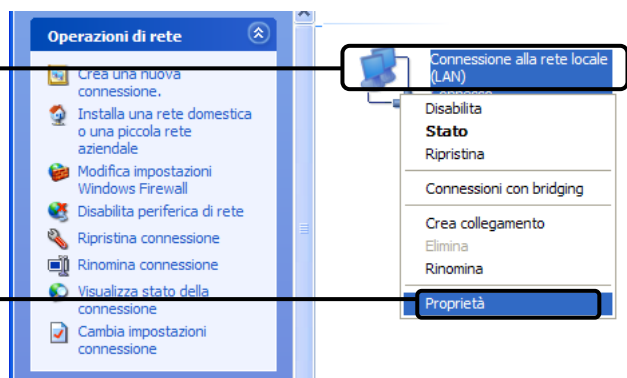 Operazioni di rete
Crea una nuova
connessione.
Installa una rete domestica
o una piccola rete
aziendale
Modifica impostazioni
Windows Firewall
Disabilita periferica di rete
Ripristina connessione
Rinomina connessione
Visualizza stato della
connessione
Cambia impostazioni
connessione
Connessione alla rete locale
(LAN)
Disabilita
Stato
Ripristina
Connessioni con bridging
Crea collegamento
Elimina
Rinomina
Proprietà